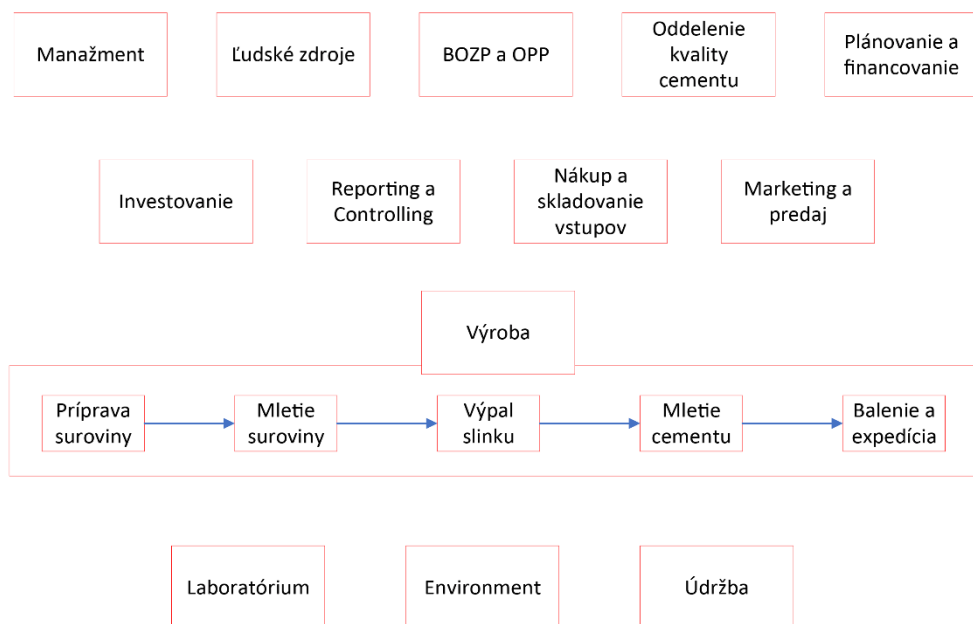 Manažment
Ľudské zdroje
BOZP a OPP
Oddelenie
kvality
cementu
Plánovanie a
financovanie
Investovanie
Reporting a
Controlling
Nákup a
skladovanie
vstupov
Marketing a
predaj
Výroba
Príprava
suroviny
Mletie
suroviny
Výpal
slinku
Mletie
cementu
Balenie a
expedícia
Laboratórium
Environment
Údržba